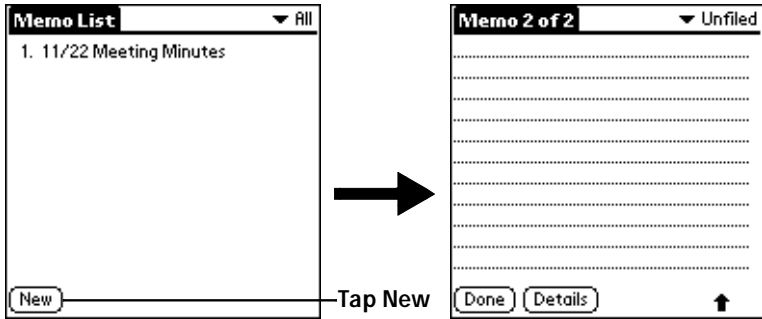 Memo List
All
1. 11/22 Meeting Minutes
New
Tap New
Memo 2 of 2
Unfiled
Done
Details